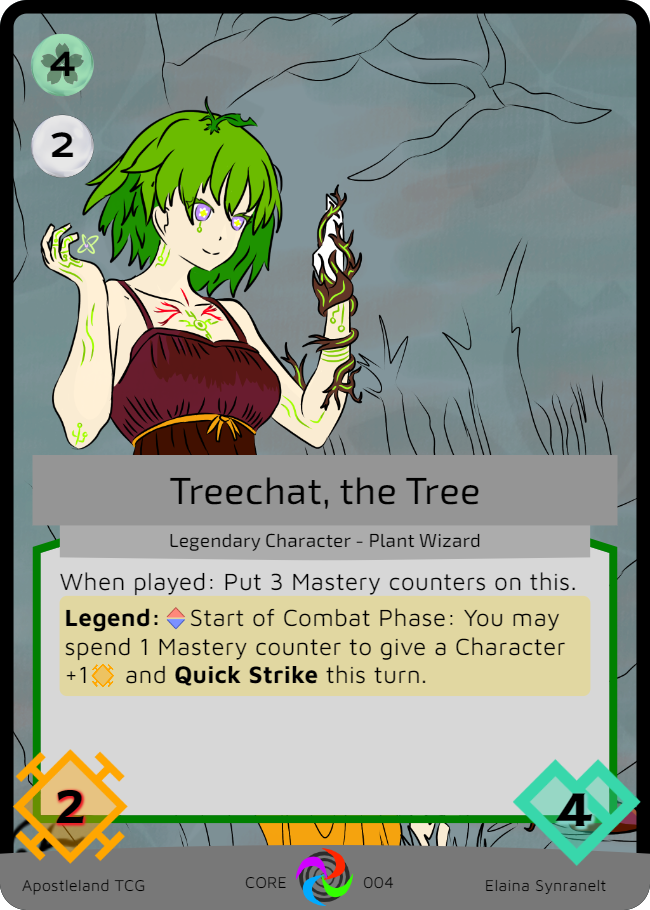 4
2
Treechat, the Tree
Legendary Character - Plant Wizard
When played: Put 3 Mastery counters on this.
Legend: Start of Combat Phase: You may
spend 1 Mastery counter to give a Character
+1 and Quick Strike this turn.
2
4
Apostleland TCG
CORE 004
Elaina Synranelt